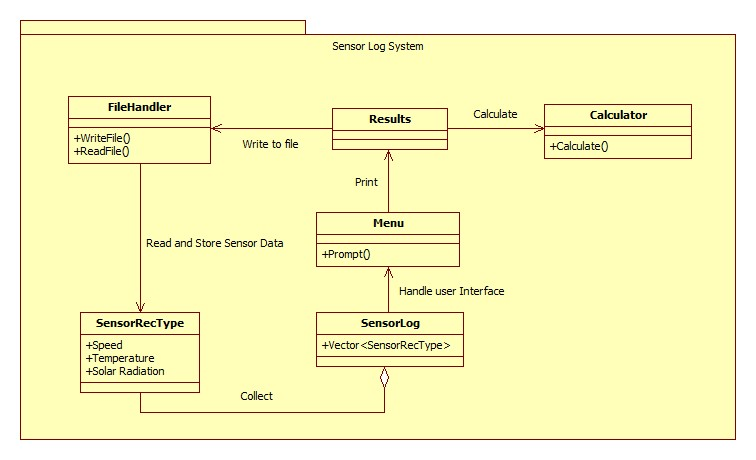 Sensor Log System
FileHandler
+WriteFile()
+ReadFile()
Write to file
Results
Calculate
Calculator
+Calculate()
Print
Menu
+Prompt()
Read and Store Sensor Data
Handle user Interface
SensorRecType
+Speed
+Temperature
+Solar Radiation
SensorLog
+Vector<SensorRecType>
Collect